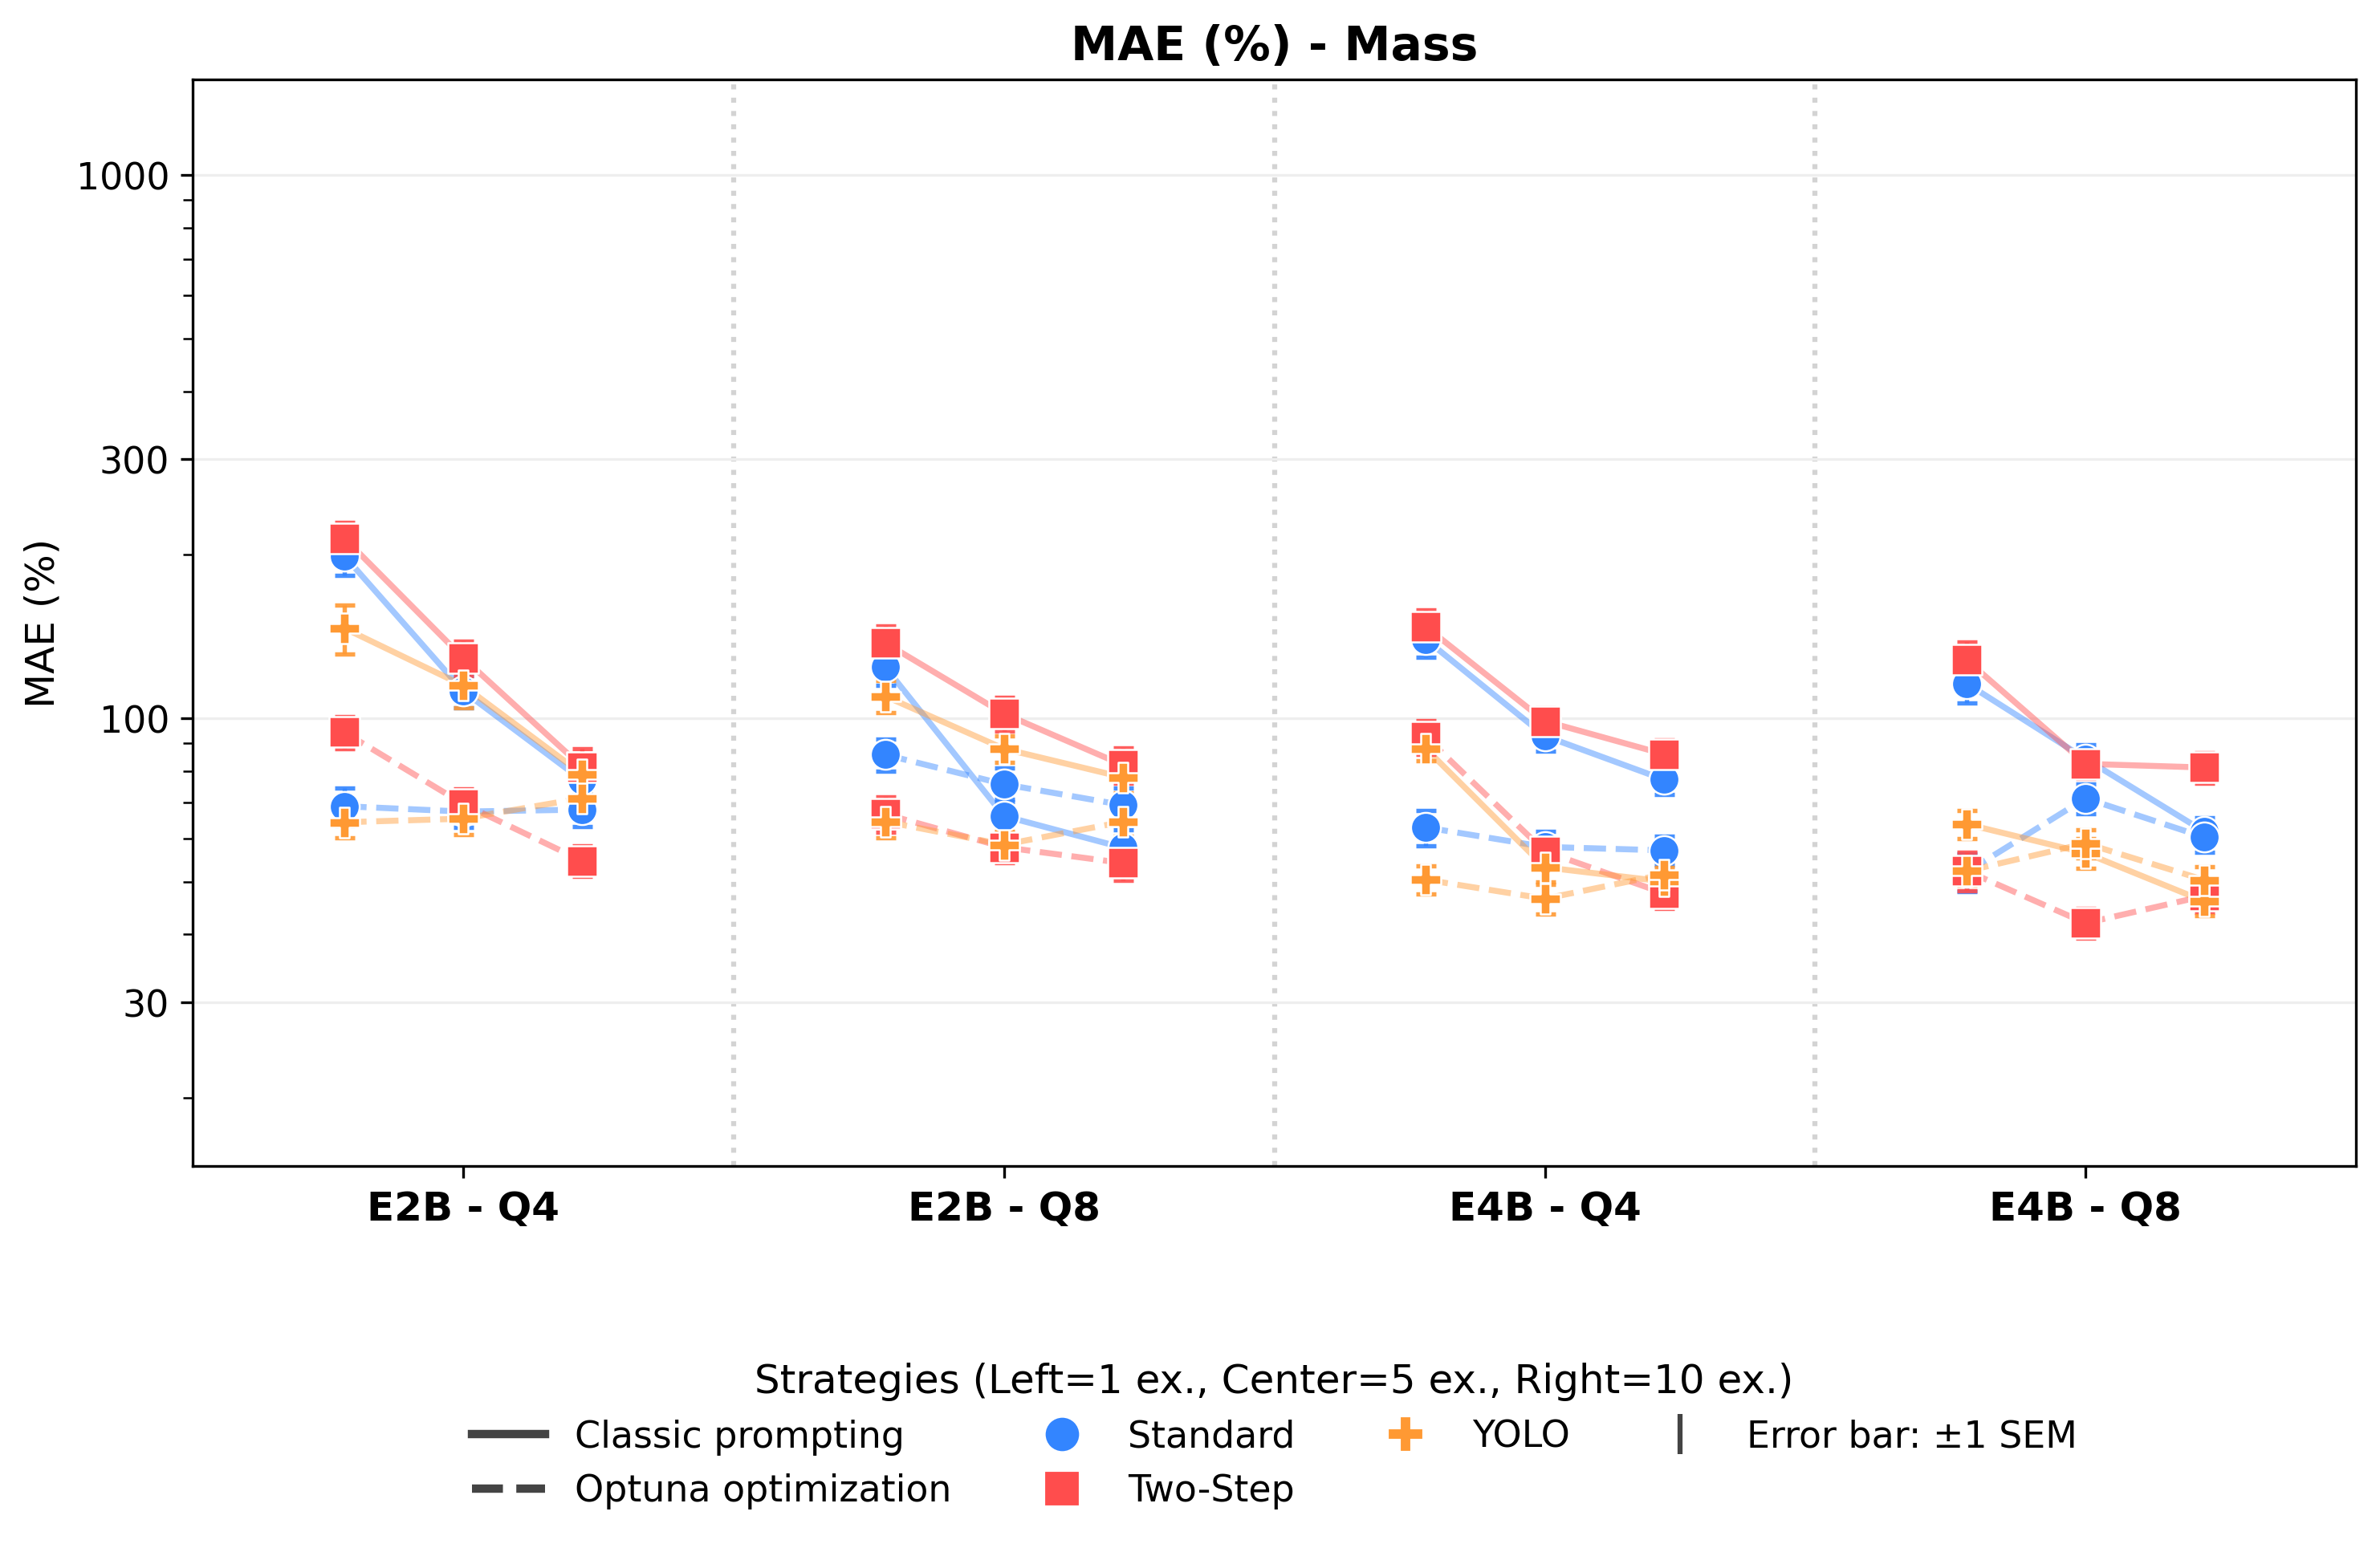 MAE (%) - Mass
MAE (%)
1000
300
100
30
E2B - Q4
E2B - Q8
E4B - Q4
E4B - Q8
Strategies (Left=1 ex., Center=5 ex., Right=10 ex.)
Classic prompting
Optuna optimization
Standard
Two-Step
YOLO
Error bar: ±1 SEM